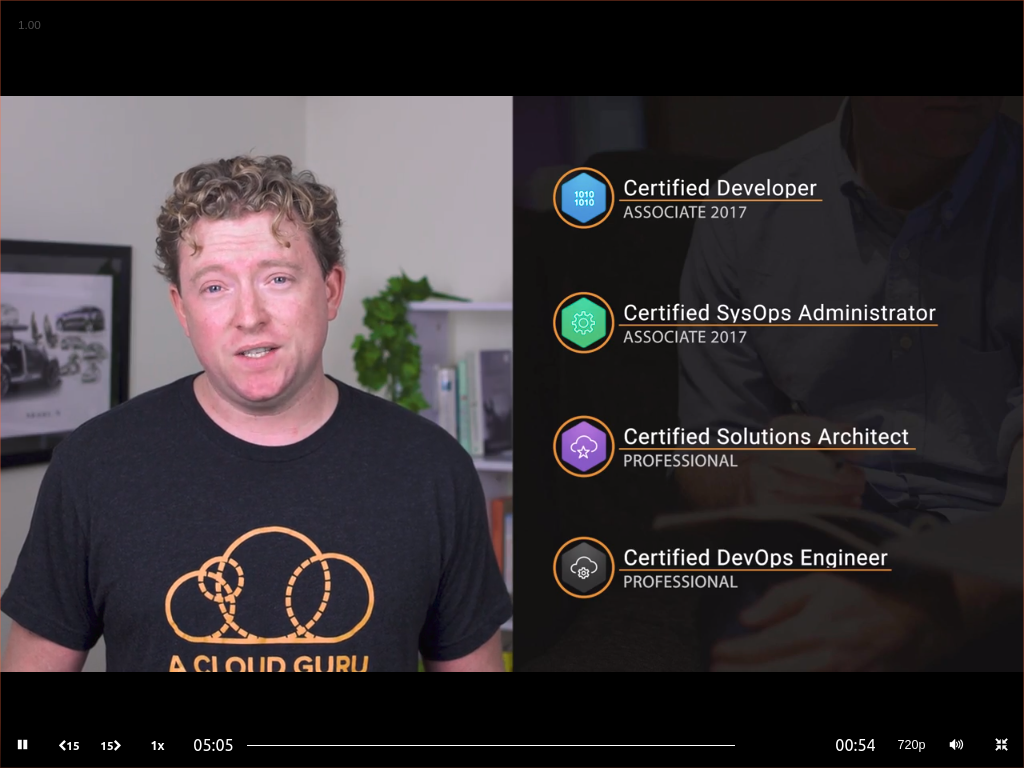 1.00
1010
1010
Certified Developer
ASSOCIATE 2017
Certified SysOps Administrator
ASSOCIATE 2017
Certified Solutions Architect
PROFESSIONAL
Certified DevOps Engineer
PROFESSIONAL
A CLOUD GURU
15
15
1x
05:05
00:54
720p